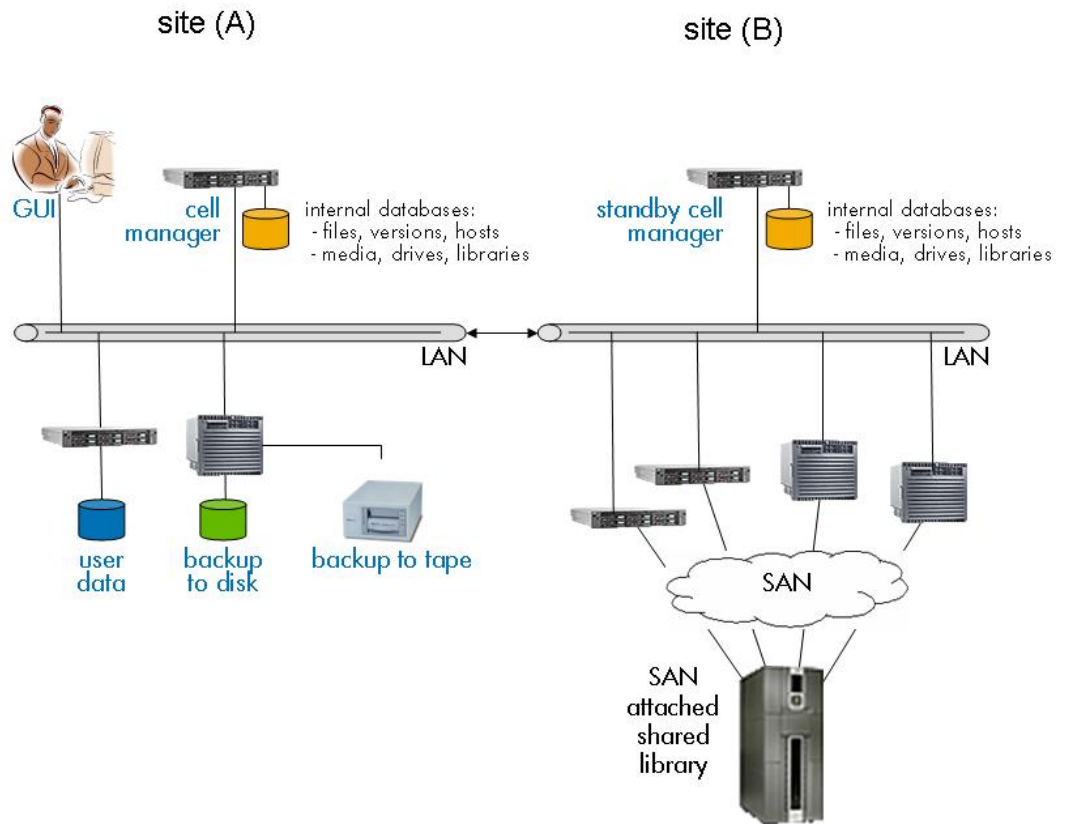 site (A)
site (B)
GUI
cell
manager
internal databases:
- files, versions, hosts
- media, drives, libraries
standby cell
manager
internal databases:
- files, versions, hosts
- media, drives, libraries
LAN
LAN
user
data
backup
to disk
backup to tape
SAN
SAN
attached
shared
library